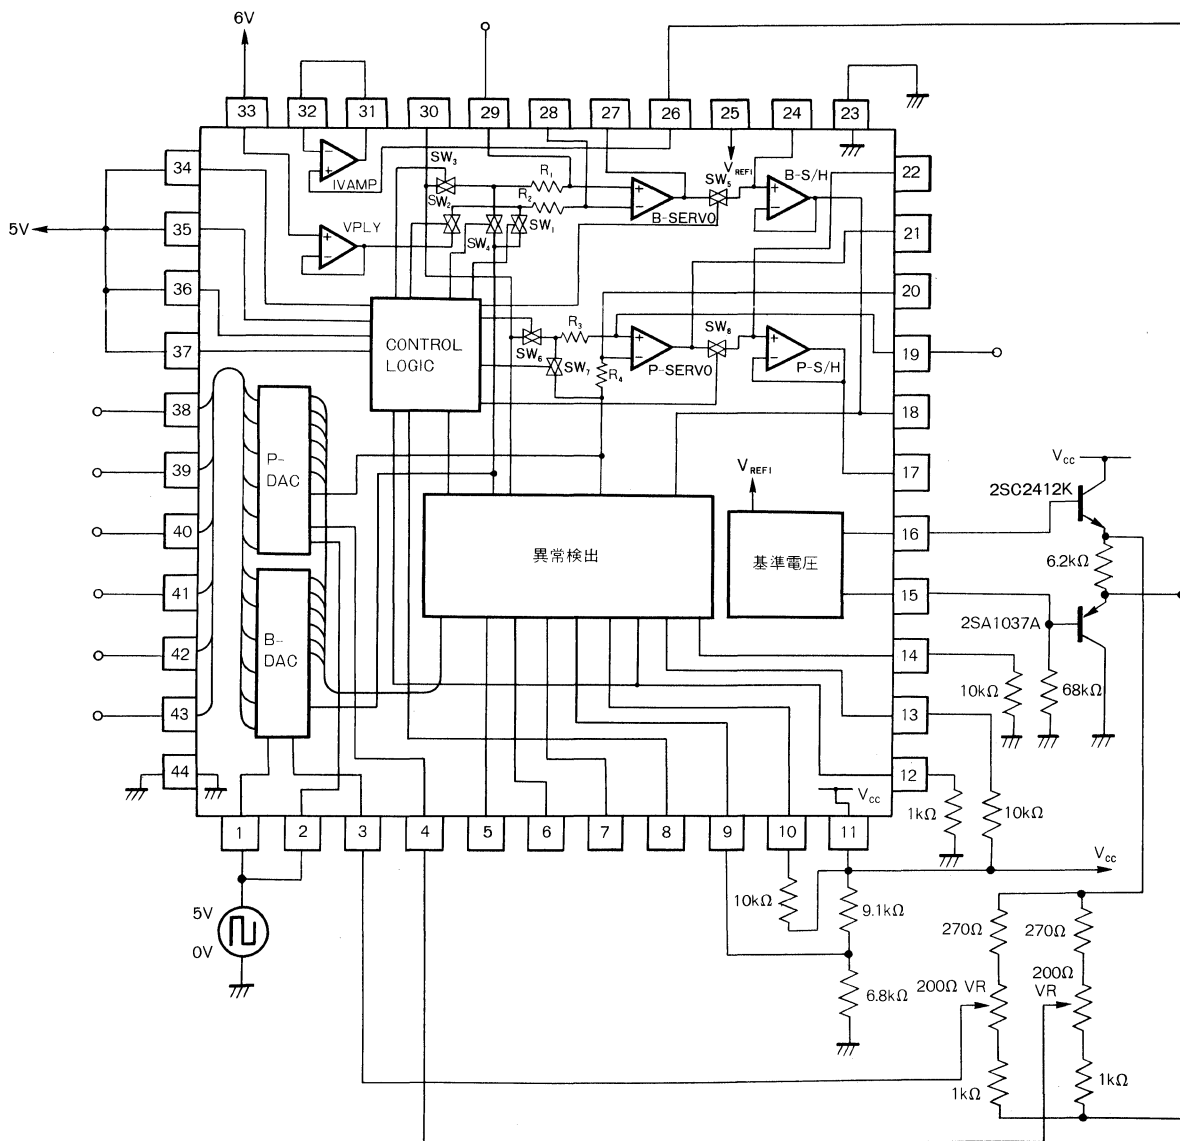 6V
33
32
31
30
29
28
27
26
25
24
23
34
35
36
37
38
39
40
41
42
43
44
5V
22
21
20
19
18
17
16
15
14
13
12
1
2
3
4
5
6
7
8
9
10
11
IVAMP
VPLY
SW3
SW2
SW4
SW1
R1
R2
B-SERVO
VREF1
SW5
B-S/H
CONTROL
LOGIC
SW6
SW7
R3
R4
P-SERVO
SW8
P-S/H
P-
DAC
B-
DAC
異常検出
VREF1
基準電圧
VCC
2SC2412K
6.2kΩ
2SA1037A
10kΩ
68kΩ
VCC
1kΩ
10kΩ
VCC
10kΩ
9.1kΩ
6.8kΩ
5V
0V
270Ω
270Ω
200Ω VR
200Ω
VR
1kΩ
1kΩ